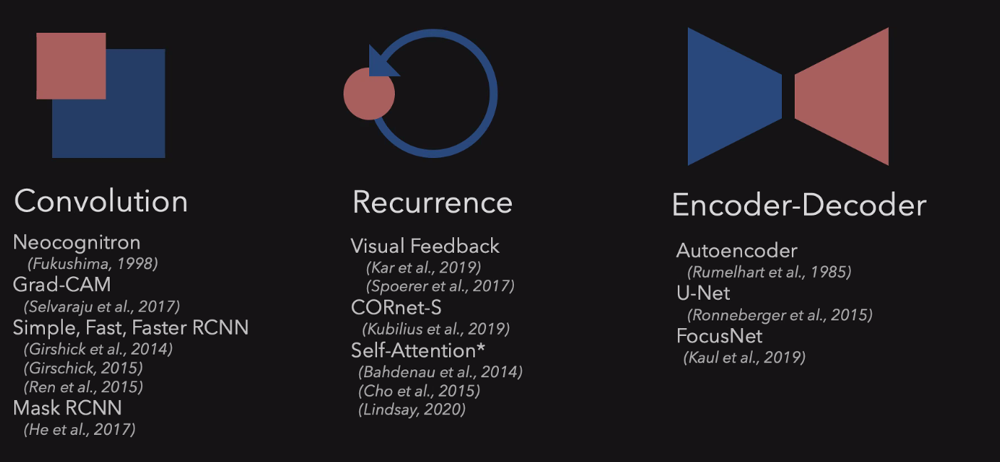 Convolution
Neocognitron
(Fukushima, 1998)
Grad-CAM
(Selvaraju et al., 2017)
Simple, Fast, Faster RCNN
(Girshick et al., 2014)
(Girschick, 2015)
(Ren et al., 2015)
Mask RCNN
(He et al., 2017)
Recurrence
Visual Feedback
(Kar et al., 2019)
(Spoerer et al., 2017)
CORnet-S
(Kubilius et al., 2019)
Self-Attention*
(Bahdenau et al., 2014)
(Cho et al., 2015)
(Lindsay, 2020)
Encoder-Decoder
Autoencoder
(Rumelhart et al., 1985)
U-Net
(Ronneberger et al., 2015)
FocusNet
(Kaul et al., 2019)